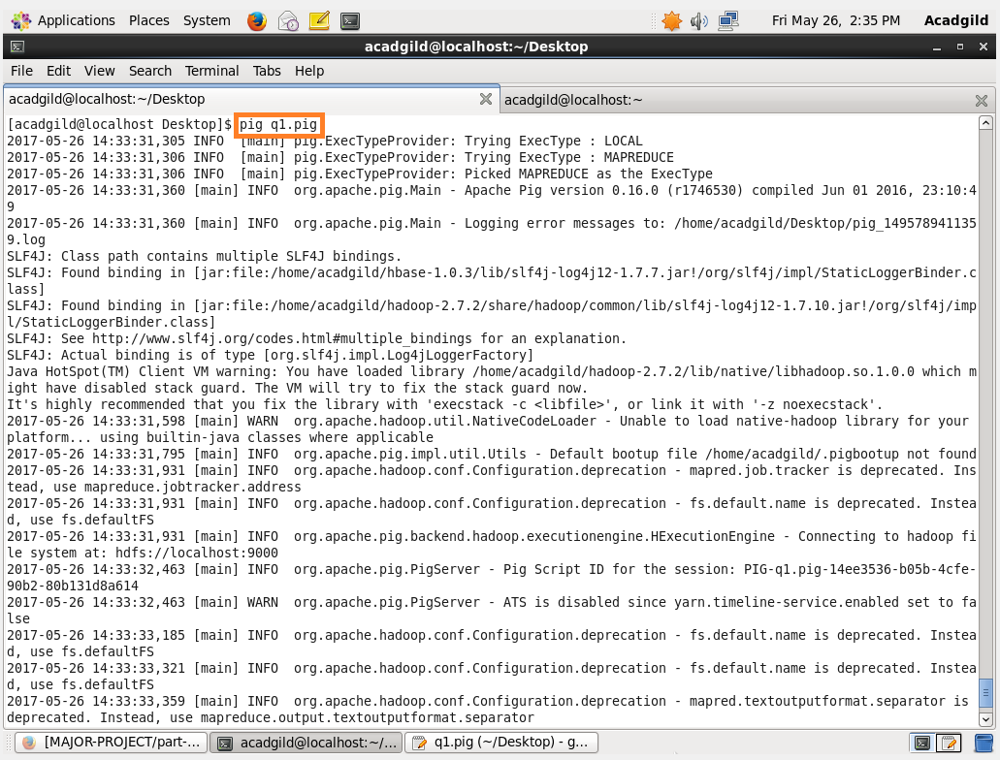 Applications Places System Fri May 26, 2:35 PM Acadgild
acadgild@localhost:~/Desktop
File Edit View Search Terminal Tabs Help
acadgild@localhost:~/Desktop acadgild@localhost:~
[acadgild@localhost Desktop]$ pig q1.pig
2017-05-26 14:33:31,305 INFO  [main] pig.ExecTypeProvider: Trying ExecType : LOCAL
2017-05-26 14:33:31,306 INFO  [main] pig.ExecTypeProvider: Trying ExecType : MAPREDUCE
2017-05-26 14:33:31,306 INFO  [main] pig.ExecTypeProvider: Picked MAPREDUCE as the ExecType
2017-05-26 14:33:31,360 [main] INFO  org.apache.pig.Main - Apache Pig version 0.16.0 (r1746530) compiled Jun 01 2016, 23:10:4
9
2017-05-26 14:33:31,360 [main] INFO  org.apache.pig.Main - Logging error messages to: /home/acadgild/Desktop/pig_149578941135
9.log
SLF4J: Class path contains multiple SLF4J bindings.
SLF4J: Found binding in [jar:file:/home/acadgild/hbase-1.0.3/lib/slf4j-log4j12-1.7.7.jar!/org/slf4j/impl/StaticLoggerBinder.c
lass]
SLF4J: Found binding in [jar:file:/home/acadgild/hadoop-2.7.2/share/hadoop/common/lib/slf4j-log4j12-1.7.10.jar!/org/slf4j/imp
l/StaticLoggerBinder.class]
SLF4J: See http://www.slf4j.org/codes.html#multiple_bindings for an explanation.
SLF4J: Actual binding is of type [org.slf4j.impl.Log4jLoggerFactory]
Java HotSpot(TM) Client VM warning: You have loaded library /home/acadgild/hadoop-2.7.2/lib/native/libhadoop.so.1.0.0 which m
ight have disabled stack guard. The VM will try to fix the stack guard now.
It's highly recommended that you fix the library with 'execstack -c <libfile>', or link it with '-z noexecstack'.
2017-05-26 14:33:31,598 [main] WARN  org.apache.hadoop.util.NativeCodeLoader - Unable to load native-hadoop library for your
platform... using builtin-java classes where applicable
2017-05-26 14:33:31,795 [main] INFO  org.apache.pig.impl.util.Utils - Default bootup file /home/acadgild/.pigbootup not found
2017-05-26 14:33:31,931 [main] INFO  org.apache.hadoop.conf.Configuration.deprecation - mapred.job.tracker is deprecated. Ins
tead, use mapreduce.jobtracker.address
2017-05-26 14:33:31,931 [main] INFO  org.apache.hadoop.conf.Configuration.deprecation - fs.default.name is deprecated. Instea
d, use fs.defaultFS
2017-05-26 14:33:31,931 [main] INFO  org.apache.pig.backend.hadoop.executionengine.HExecutionEngine - Connecting to hadoop fi
le system at: hdfs://localhost:9000
2017-05-26 14:33:32,463 [main] INFO  org.apache.pig.PigServer - Pig Script ID for the session: PIG-q1.pig-14ee3536-b05b-4cfe-
90b2-80b131d8a614
2017-05-26 14:33:32,463 [main] WARN  org.apache.pig.PigServer - ATS is disabled since yarn.timeline-service.enabled set to fa
lse
2017-05-26 14:33:33,185 [main] INFO  org.apache.hadoop.conf.Configuration.deprecation - fs.default.name is deprecated. Instea
d, use fs.defaultFS
2017-05-26 14:33:33,321 [main] INFO  org.apache.hadoop.conf.Configuration.deprecation - fs.default.name is deprecated. Instea
d, use fs.defaultFS
2017-05-26 14:33:33,359 [main] INFO  org.apache.hadoop.conf.Configuration.deprecation - mapred.textoutputformat.separator is
deprecated. Instead, use mapreduce.output.textoutputformat.separator
[MAJOR-PROJECT/part-... acadgild@localhost:~/... q1.pig (~/Desktop) - g...